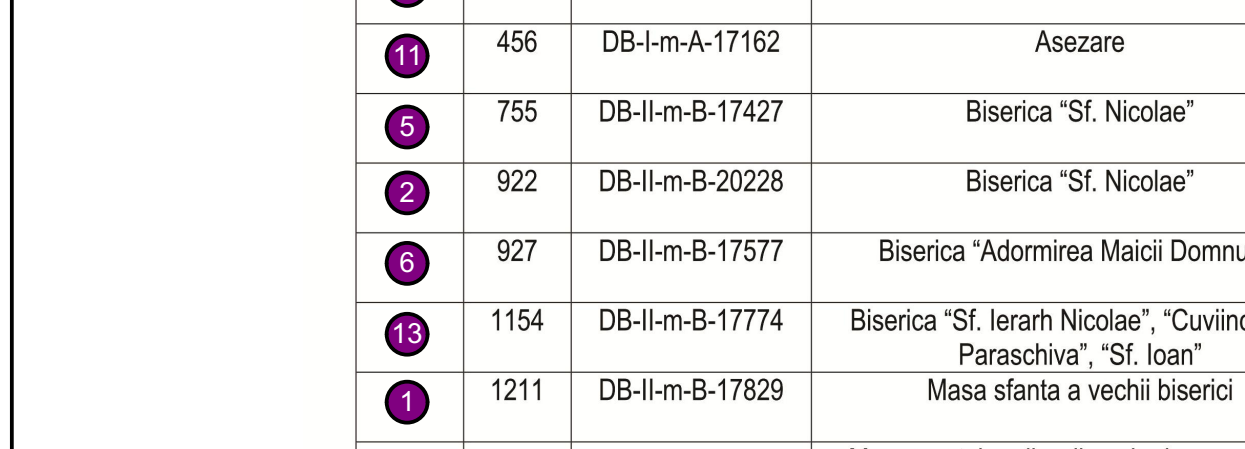 11 456 DB-I-m-A-17162 Asezare
5 755 DB-II-m-B-17427 Biserica “Sf. Nicolae”
2 922 DB-II-m-B-20228 Biserica “Sf. Nicolae”
6 927 DB-II-m-B-17577 Biserica “Adormirea Maicii
13 1154 DB-II-m-B-17774 Biserica “Sf. Ierarh Nicolae”,
Paraschiva”, “Sf. Ioan”
1 1211 DB-II-m-B-17829 Masa sfanta a vechii biserici